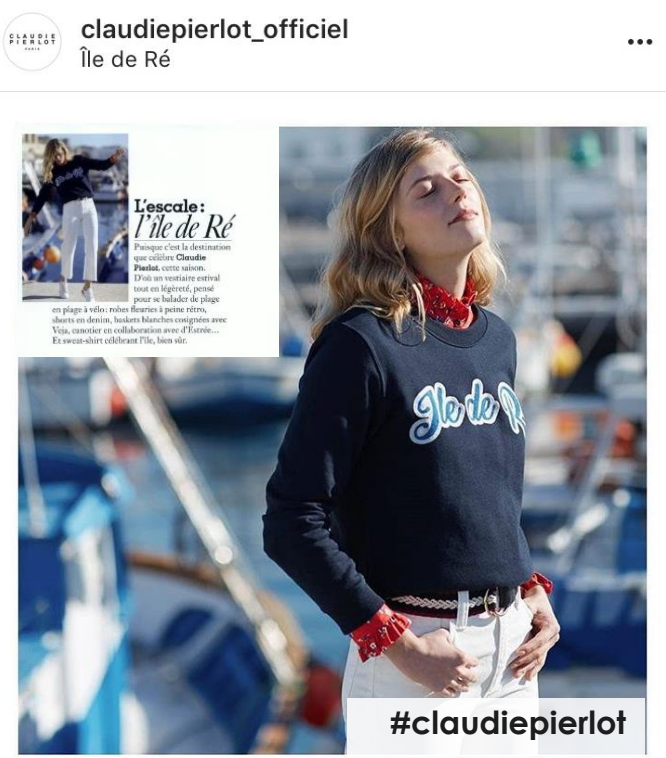 CLAUDIE
PIERLOT
PARIS
claudiepierlot_officiel
Île de Ré
L'escale :
l'île de Ré
Puisque c'est la destination
que célèbre Claudie
Pierlot, cette saison.
D'où un vestiaire estival
tout en légèreté, pensé
pour se balader de plage
en plage à vélo : robes fleuries à peine rétro,
shorts en denim, baskets blanches cosignées avec
Veja, canotier en collaboration avec d'Estrée...
Et sweat-shirt célébrant l'île, bien sûr.
Ile de R
#claudiepierlot